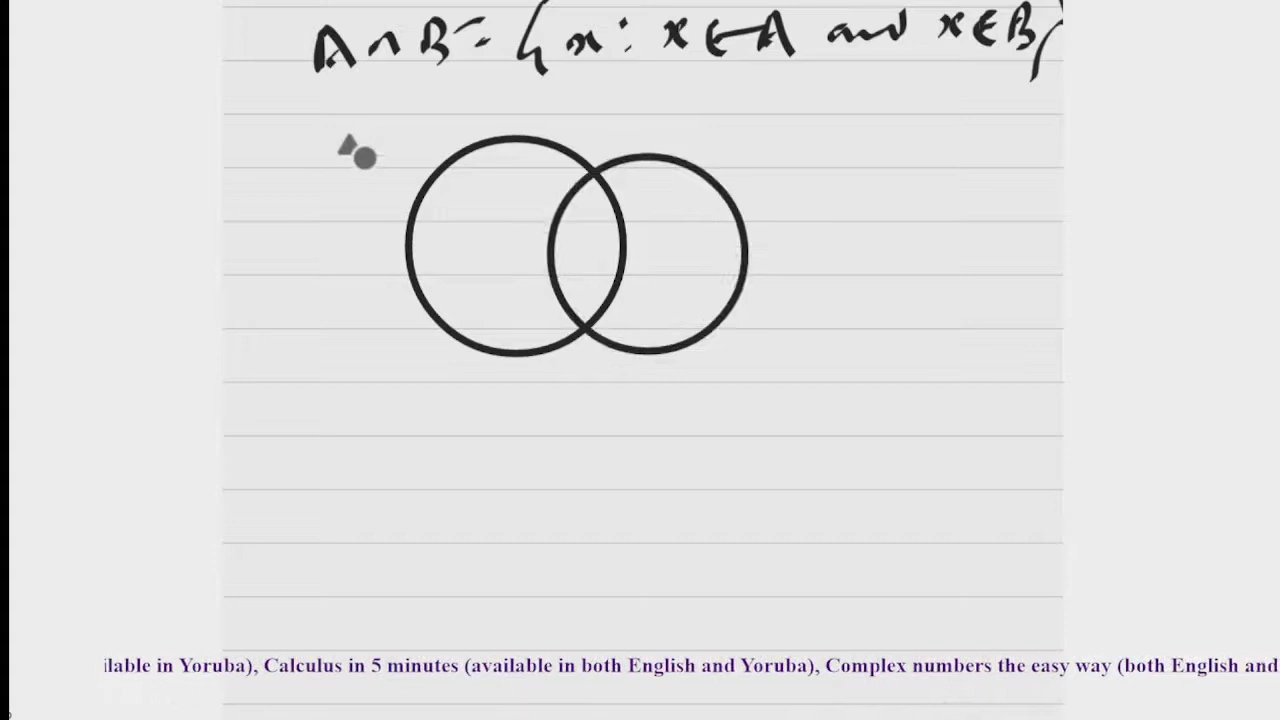 A ∩ B = { x : x ∈ A and x ∈ B }
ilable in Yoruba), Calculus in 5 minutes (available in both English and Yoruba), Complex numbers the easy way (both English and